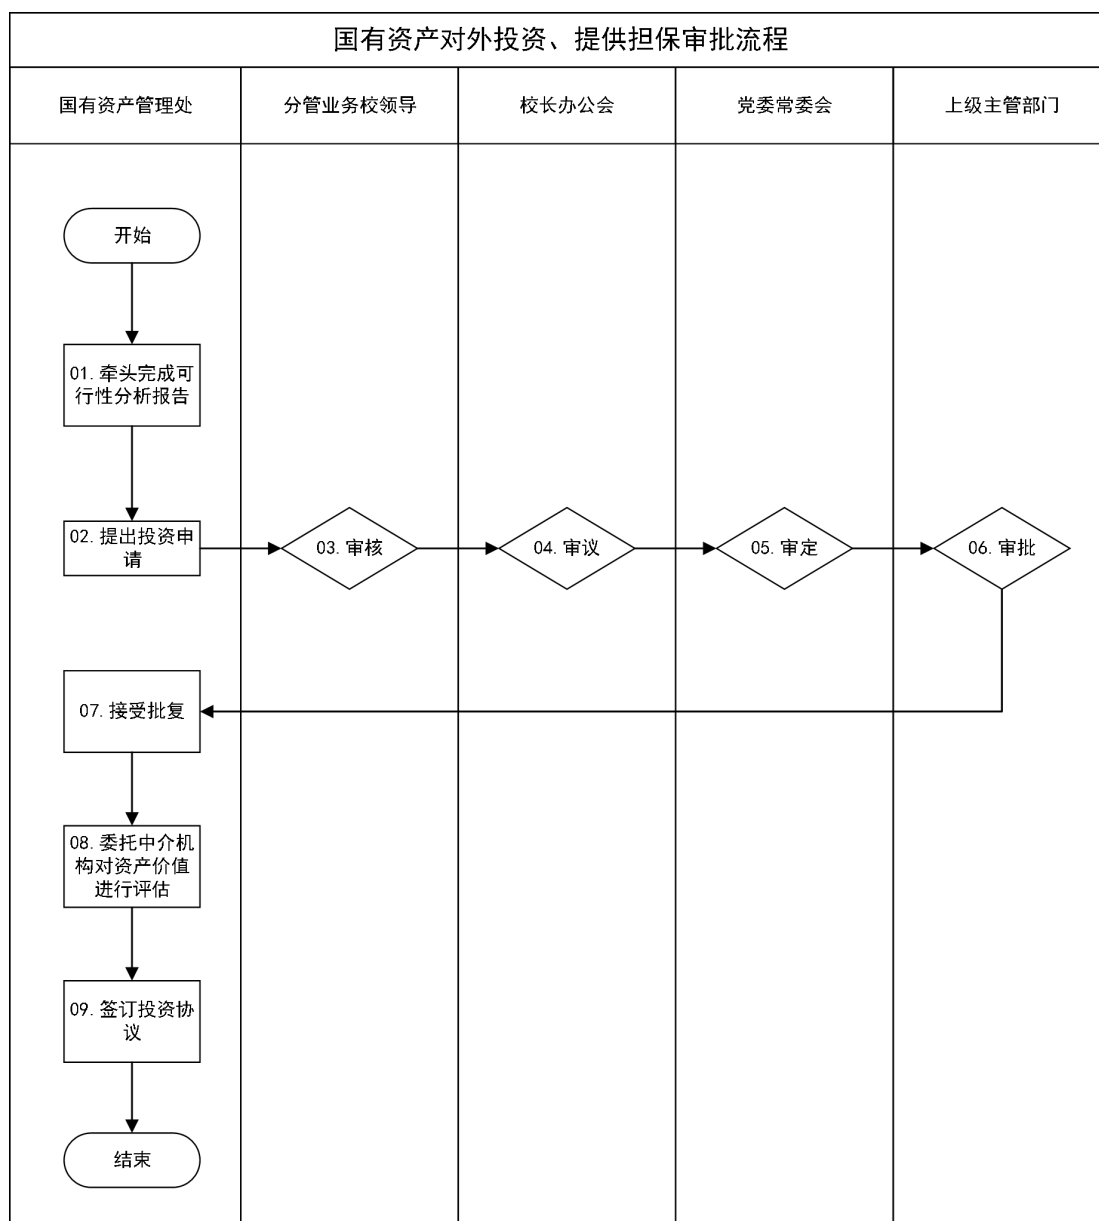 国有资产对外投资、提供担保审批流程
国有资产管理处
分管业务校领导
校长办公会
党委常委会
上级主管部门
开始
01. 牵头完成可
行性分析报告
02. 提出投资申
请
03. 审核
04. 审议
05. 审定
06. 审批
07. 接受批复
08. 委托中介机
构对资产价值
进行评估
09. 签订投资协
议
结束